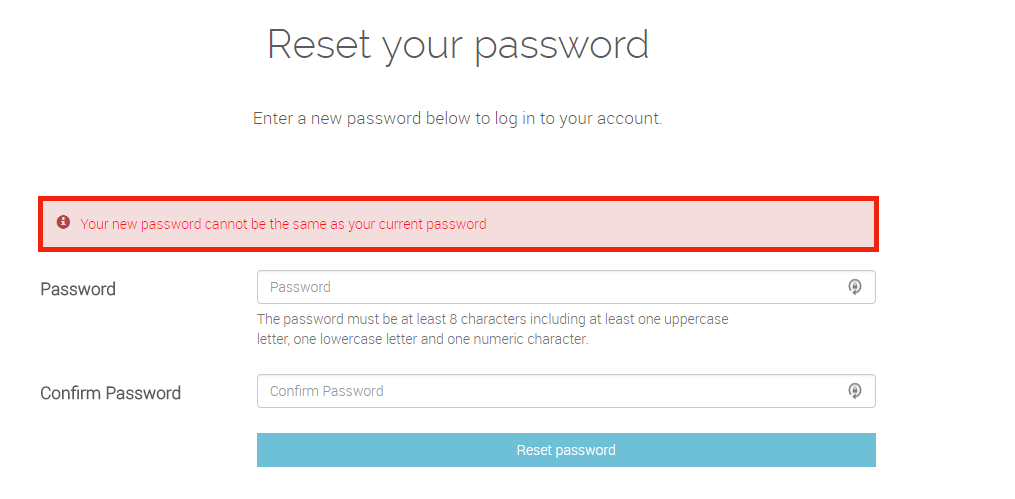 Reset your password
Enter a new password below to log in to your account.
Your new password cannot be the same as your current password
Password
Password
The password must be at least 8 characters including at least one uppercase
letter, one lowercase letter and one numeric character.
Confirm Password
Confirm Password
Reset password